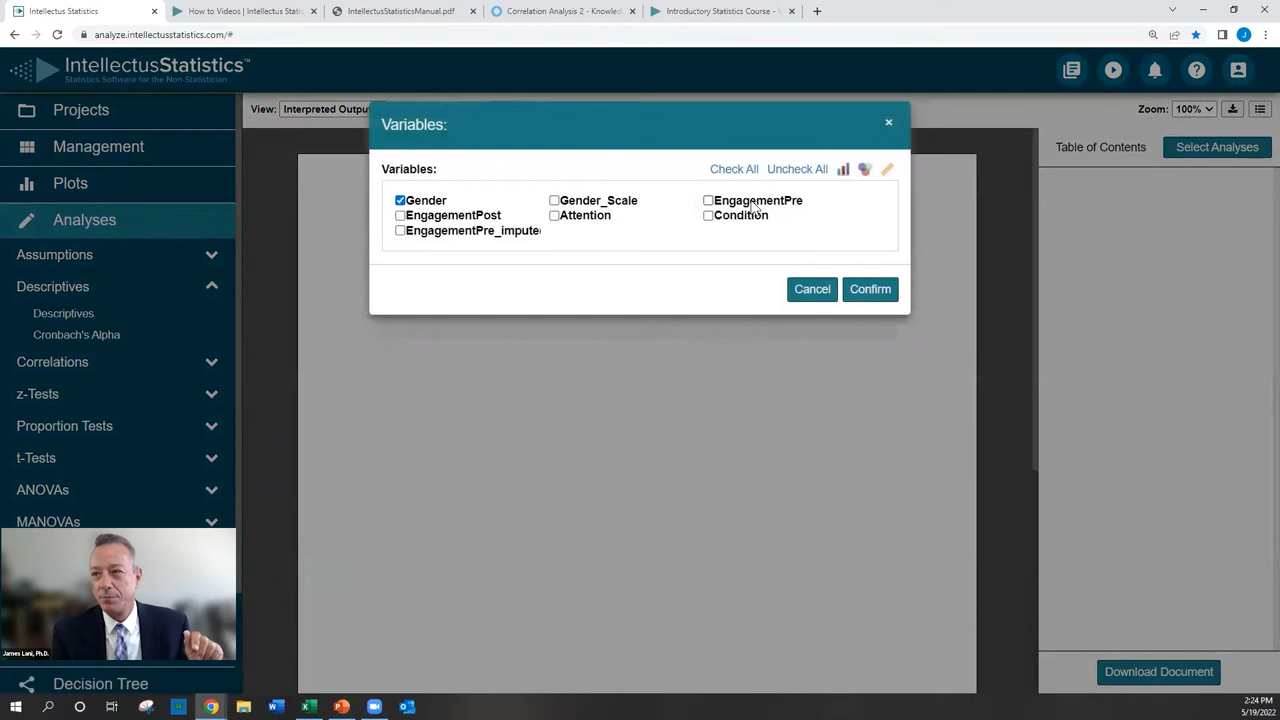 Intellectus Statistics
How to Videos | Intellectus Stati
IntellectusStatisticsManual.pdf
Correlation Analysis 2 - Knowled
Introductory Statistics Course - I
analyze.intellectusstatistics.com/#
J
IntellectusStatistics™
Statistics Software for the Non-Statistician
Projects
Management
Plots
Analyses
Assumptions
Descriptives
Descriptives
Cronbach's Alpha
Correlations
z-Tests
Proportion Tests
t-Tests
ANOVAs
MANOVAs
Decision Tree
View: Interpreted Output
Zoom: 100%
Variables:
Variables:
Check All Uncheck All
Gender Gender_Scale EngagementPre
EngagementPost Attention Condition
EngagementPre_impute
Cancel Confirm
Table of Contents Select Analyses
Download Document
James Lani, Ph.D.
2:24 PM
5/19/2022